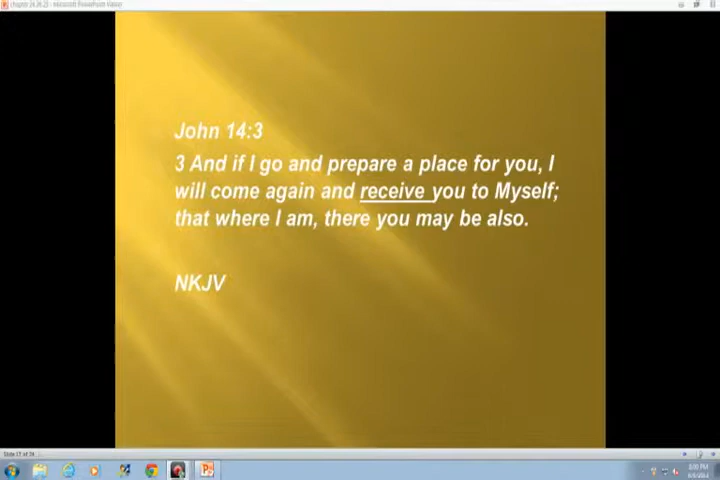 John 14:3
3 And if I go and prepare a place for you, I
will come again and receive you to Myself;
that where I am, there you may be also.
NKJV